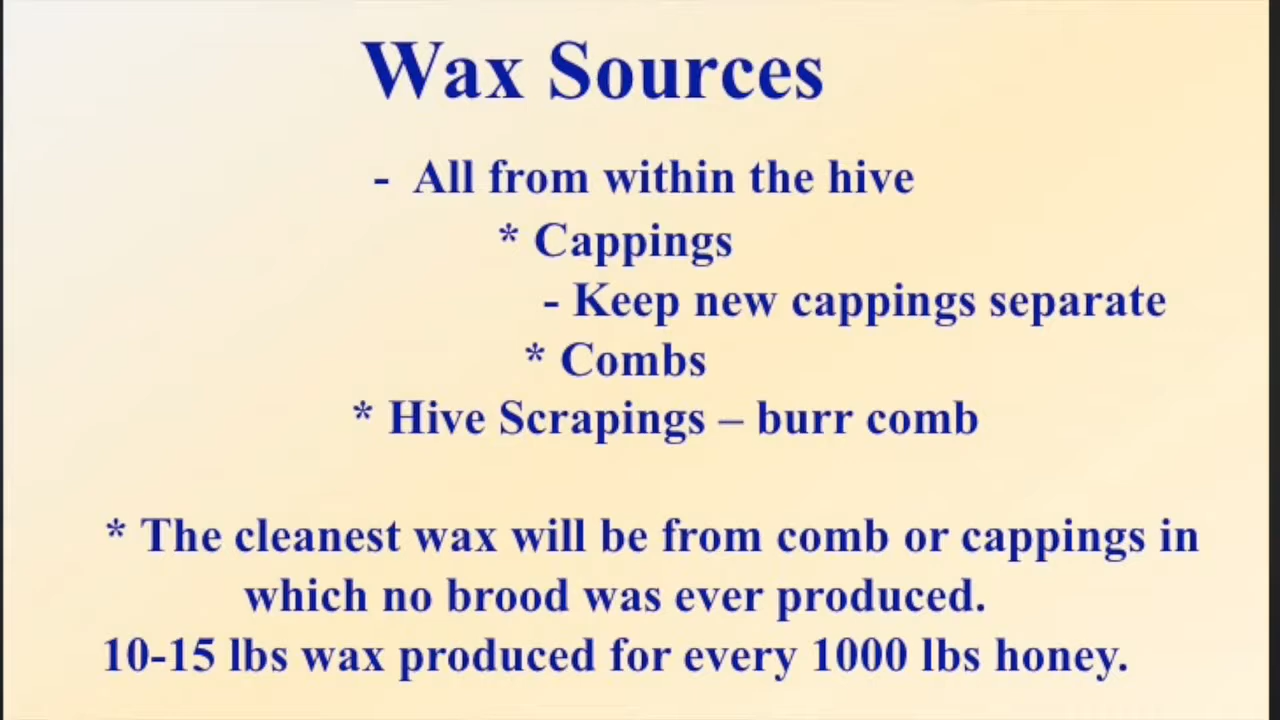 Wax Sources
- All from within the hive
* Cappings
- Keep new cappings separate
* Combs
* Hive Scrapings – burr comb
* The cleanest wax will be from comb or cappings in
which no brood was ever produced.
10-15 lbs wax produced for every 1000 lbs honey.